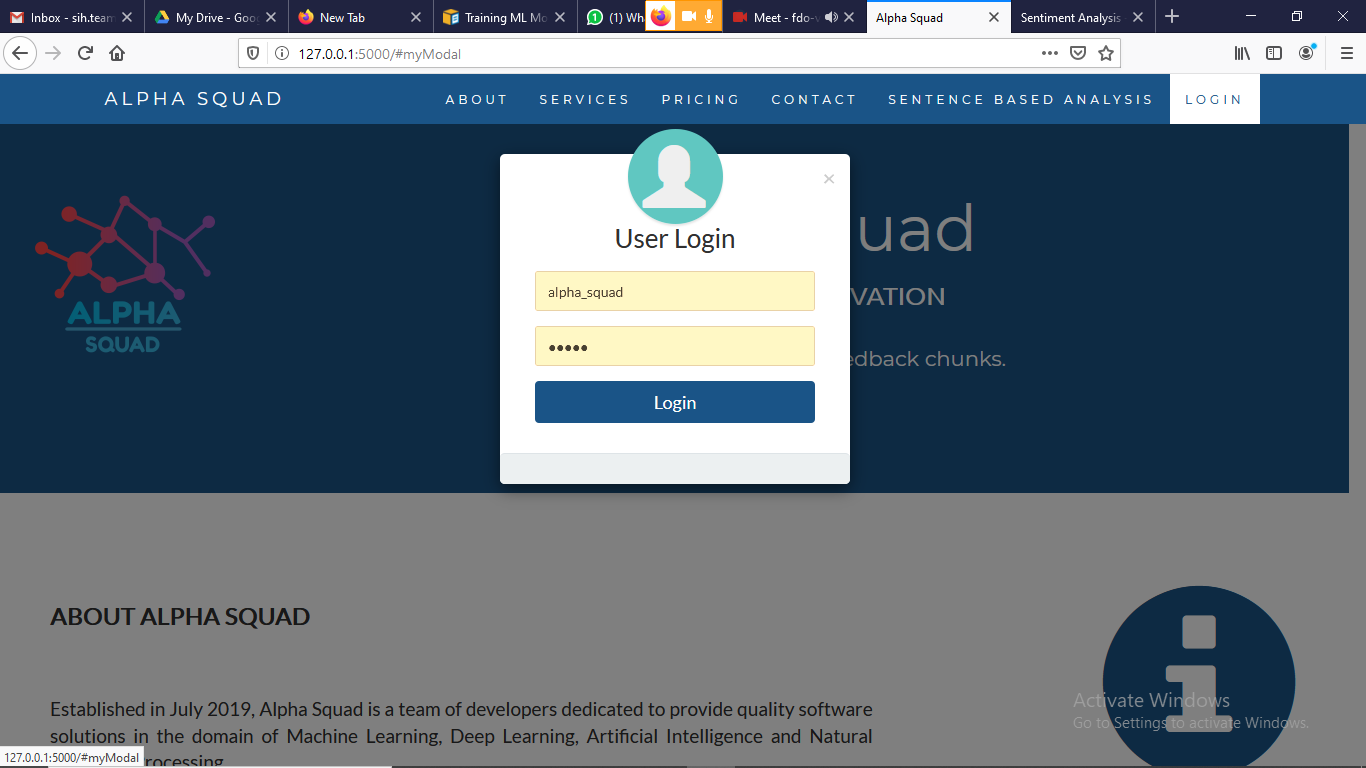 Inbox - sih.team
My Drive - Goog
New Tab
Training ML Mo
(1) Wha
Meet - fdo-v
Alpha Squad
Sentiment Analysis
127.0.0.1:5000/#myModal
ALPHA SQUAD
ABOUT
SERVICES
PRICING
CONTACT
SENTENCE BASED ANALYSIS
LOGIN
×
uad
User Login
alpha_squad
VATION
ALPHA
SQUAD
•••••
edback chunks.
Login
ABOUT ALPHA SQUAD
Established in July 2019, Alpha Squad is a team of developers dedicated to provide quality software
solutions in the domain of Machine Learning, Deep Learning, Artificial Intelligence and Natural
rocessing.
Activate Windows
Go to Settings to activate Windows.
127.0.0.1:5000/#myModal